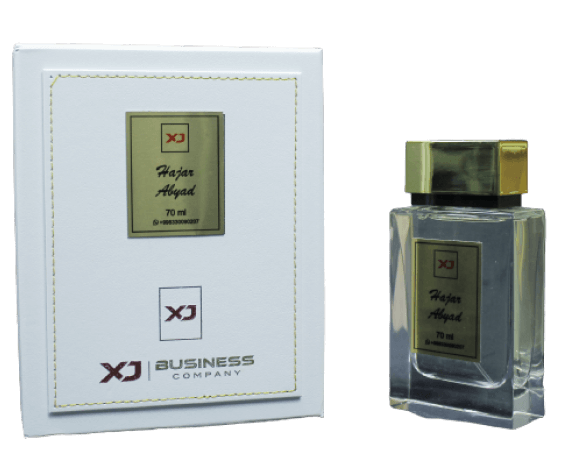 XJ
Hajar
Abyad
70 ml
XJ
XJ BUSINESS
COMPANY
XJ
Hajar
Abyad
70 ml